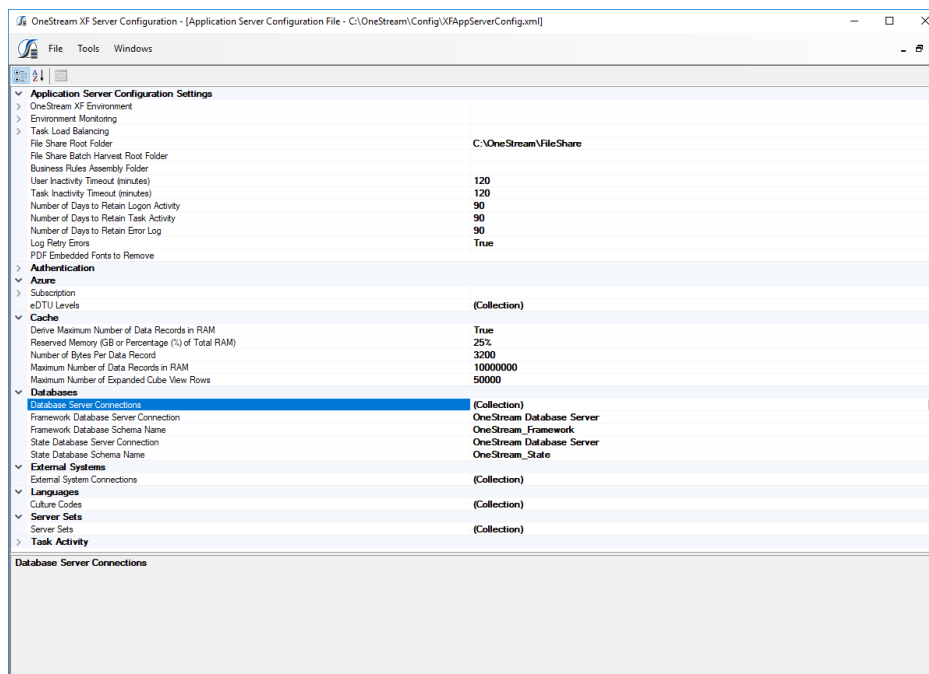 OneStream XF Server Configuration - [Application Server Configuration File - C:\OneStream\Config\XFAppServerConfig.xml]
File Tools Windows
Application Server Configuration Settings
OneStream XF Environment
Environment Monitoring
Task Load Balancing
File Share Root Folder C:\OneStream\FileShare
File Share Batch Harvest Root Folder
Business Rules Assembly Folder
User Inactivity Timeout (minutes) 120
Task Inactivity Timeout (minutes) 120
Number of Days to Retain Logon Activity 90
Number of Days to Retain Task Activity 90
Number of Days to Retain Error Log 90
Log Retry Errors True
PDF Embedded Fonts to Remove
Authentication
Azure
Subscription
eDTU Levels (Collection)
Cache
Derive Maximum Number of Data Records in RAM True
Reserved Memory (GB or Percentage (%) of Total RAM) 25%
Number of Bytes Per Data Record 3200
Maximum Number of Data Records in RAM 10000000
Maximum Number of Expanded Cube View Rows 50000
Databases
Database Server Connections (Collection)
Framework Database Server Connection OneStream Database Server
Framework Database Schema Name OneStream_Framework
State Database Server Connection OneStream Database Server
State Database Schema Name OneStream_State
External Systems
External System Connections (Collection)
Languages
Culture Codes (Collection)
Server Sets
Server Sets (Collection)
Task Activity
Database Server Connections